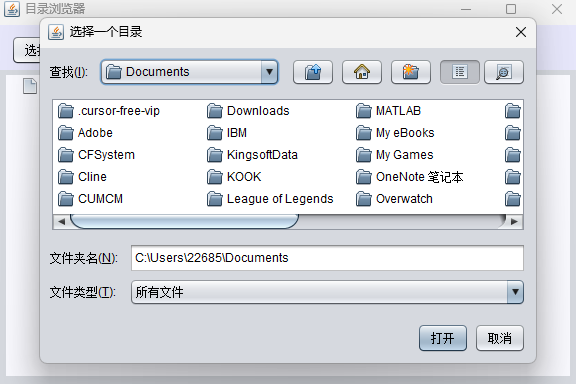 目录浏览器
选择一个目录
查找(I):
Documents
.cursor-free-vip Downloads MATLAB
Adobe IBM My eBooks
CFSystem KingsoftData My Games
Cline KOOK OneNote 笔记本
CUMCM League of Legends Overwatch
文件夹名(N): C:\Users\22685\Documents
文件类型(T): 所有文件
打开 取消